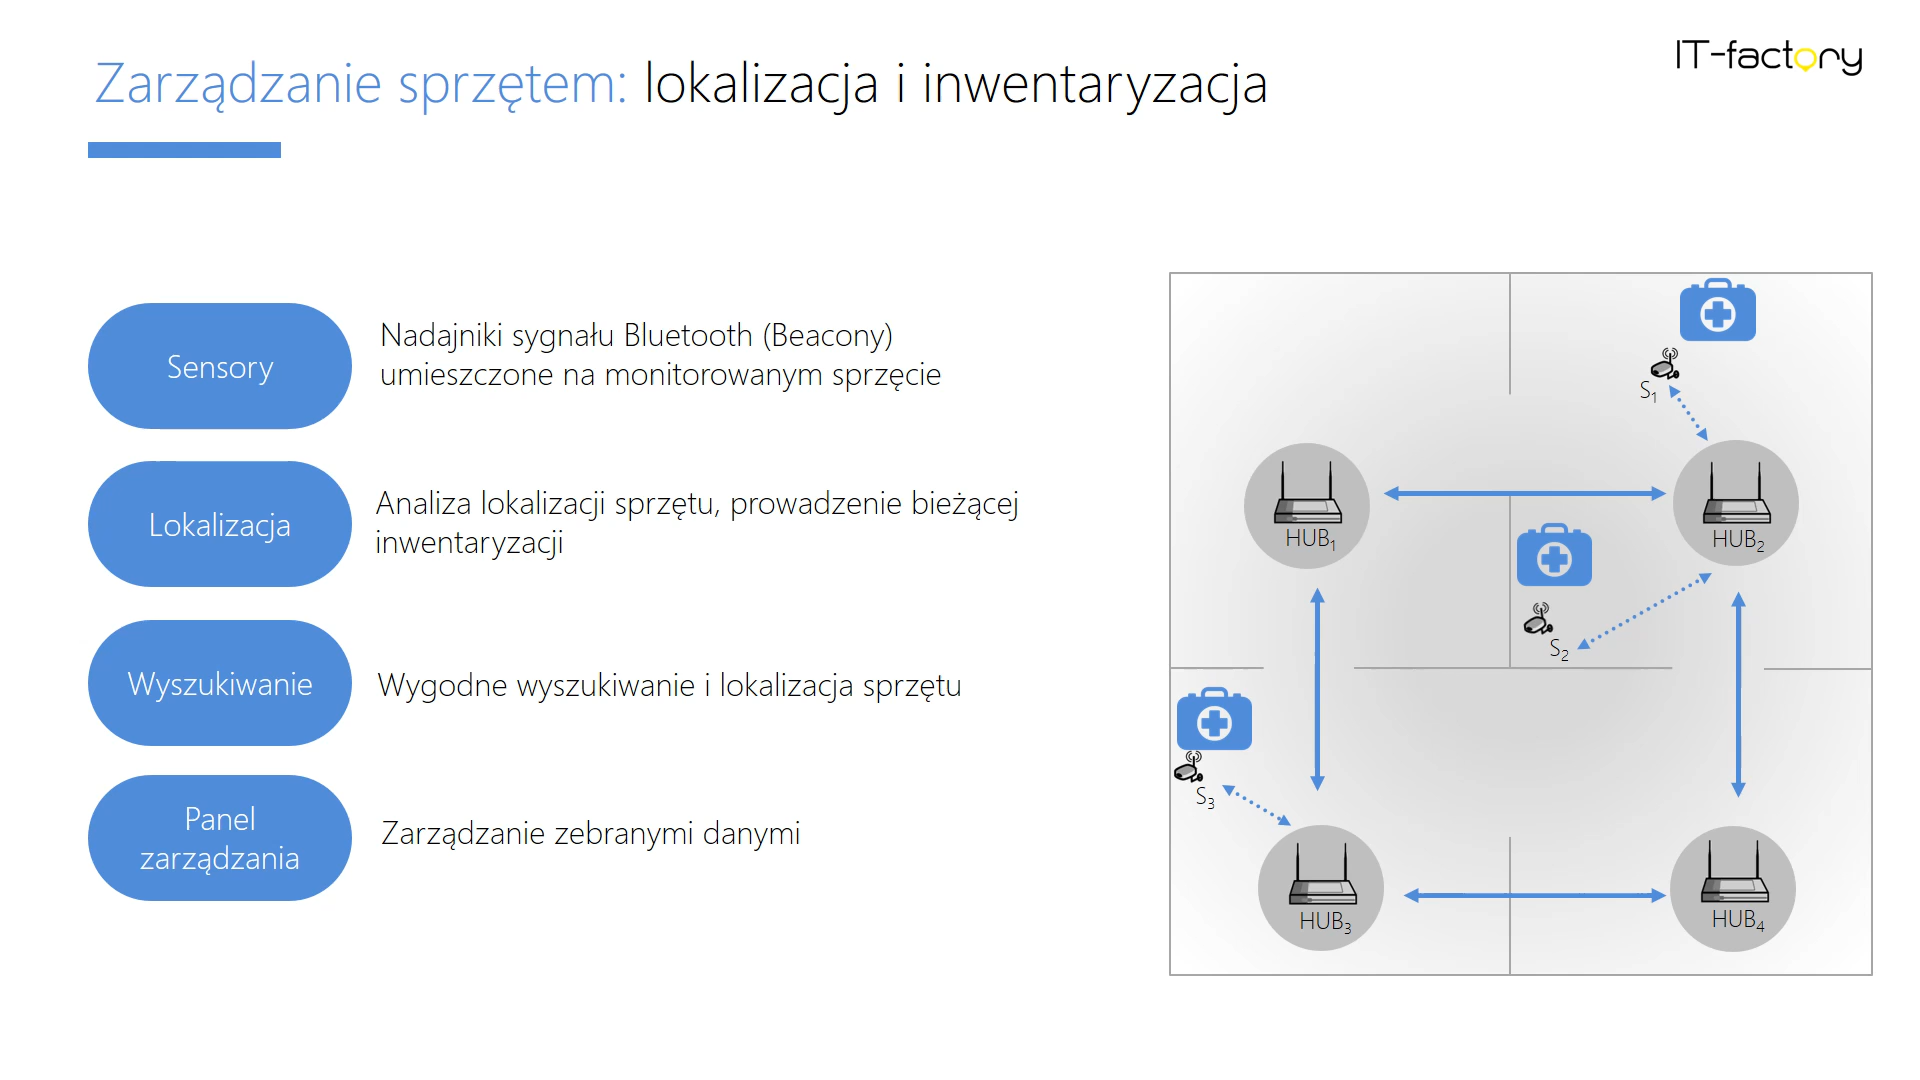 IT-factory
Zarządzanie sprzętem: lokalizacja i inwentaryzacja
Sensory
Nadajniki sygnału Bluetooth (Beacony)
umieszczone na monitorowanym sprzęcie
Lokalizacja
Analiza lokalizacji sprzętu, prowadzenie bieżącej
inwentaryzacji
Wyszukiwanie
Wygodne wyszukiwanie i lokalizacja sprzętu
Panel
zarządzania
Zarządzanie zebranymi danymi
S₁
HUB₁
HUB₂
S₂
S₃
HUB₃
HUB₄